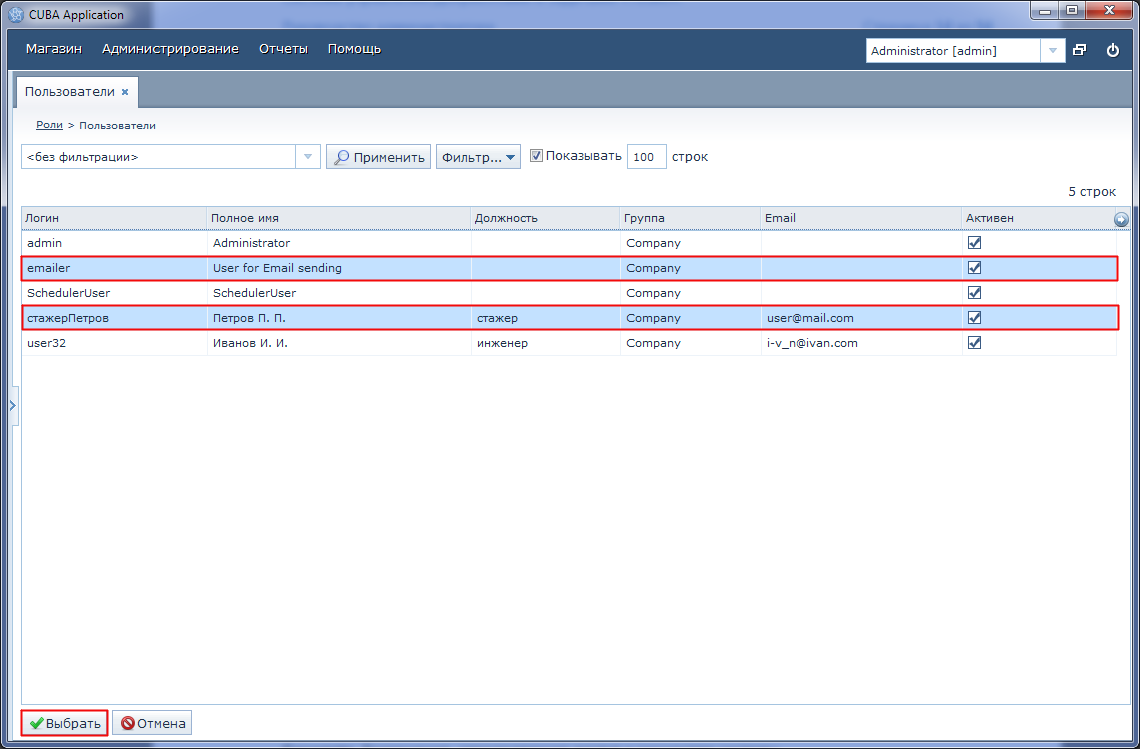 CUBA Application
Магазин Администрирование Отчеты Помощь Administrator [admin]
Пользователи ×
Роли > Пользователи
<без фильтрации> Применить Фильтр... Показывать 100 строк
5 строк
Логин Полное имя Должность Группа Email Активен
admin Administrator Company
emailer User for Email sending Company
SchedulerUser SchedulerUser Company
стажерПетров Петров П. П. стажер Company user@mail.com
user32 Иванов И. И. инженер Company i-v_n@ivan.com
Выбрать Отмена